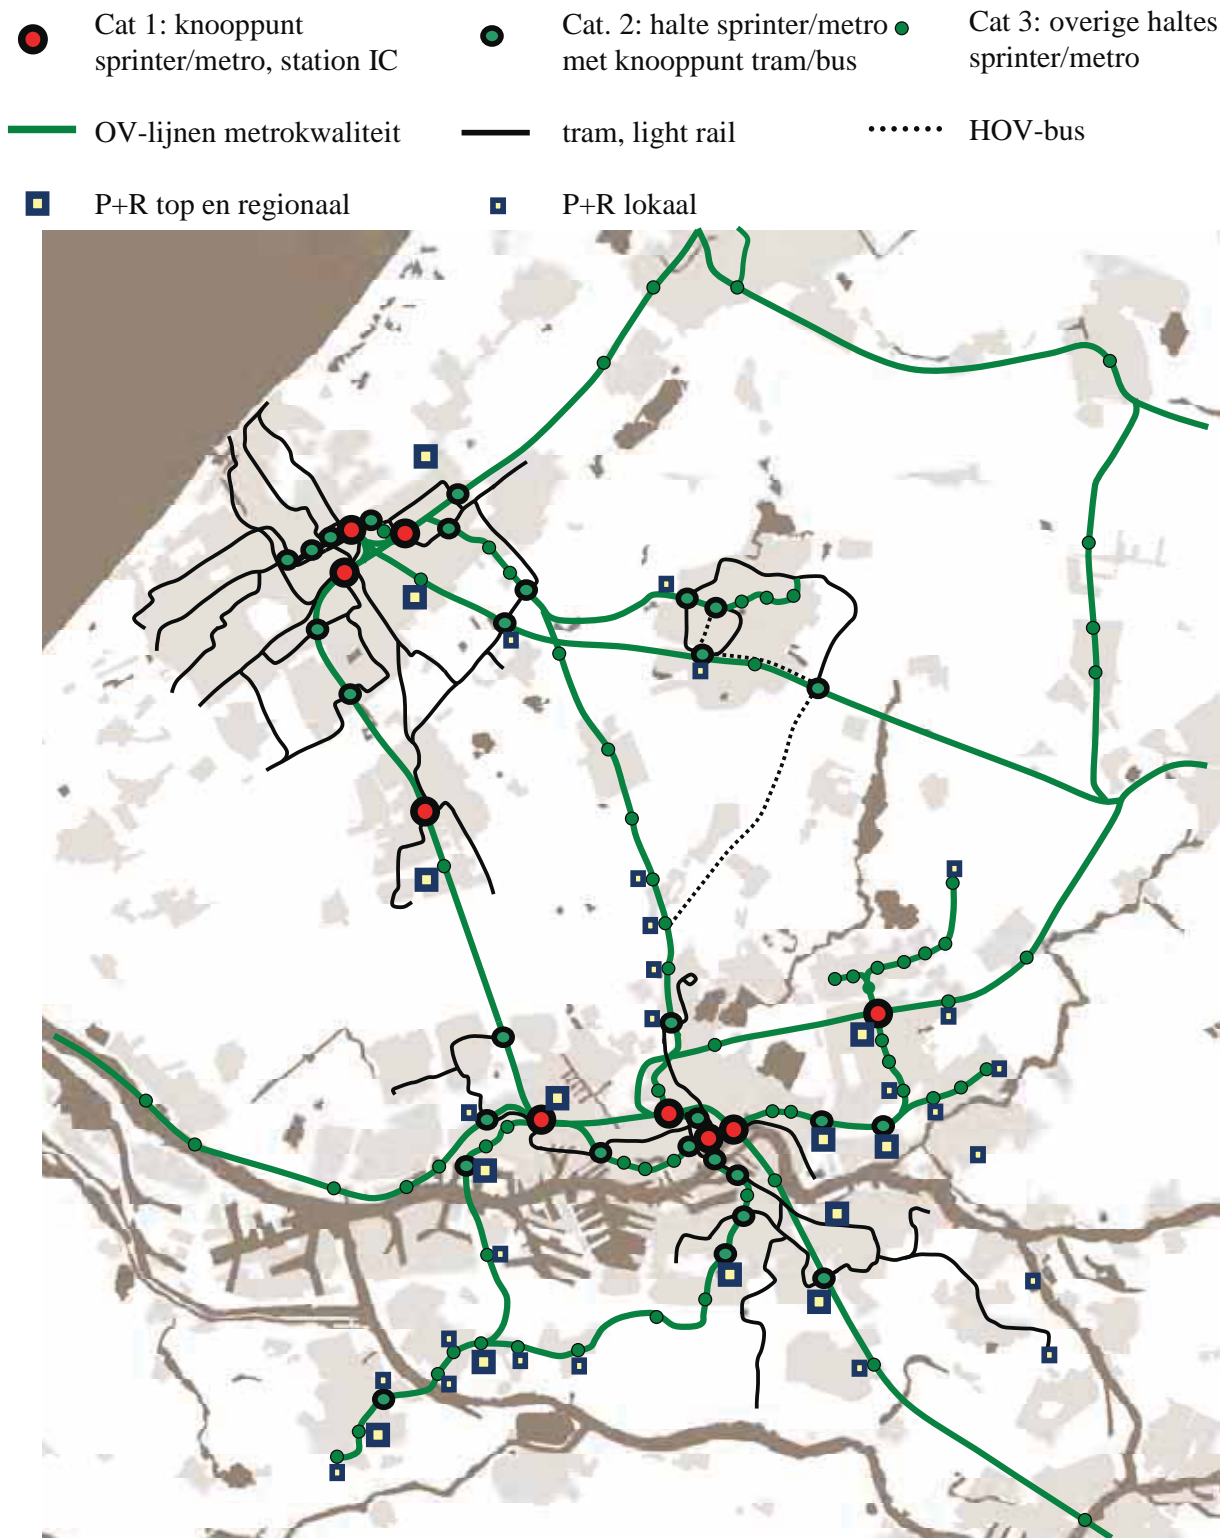 Cat 1: knooppunt
sprinter/metro, station IC
Cat. 2: halte sprinter/metro
met knooppunt tram/bus
Cat 3: overige haltes
sprinter/metro
OV-lijnen metrokwaliteit
tram, light rail
HOV-bus
P+R top en regionaal
P+R lokaal